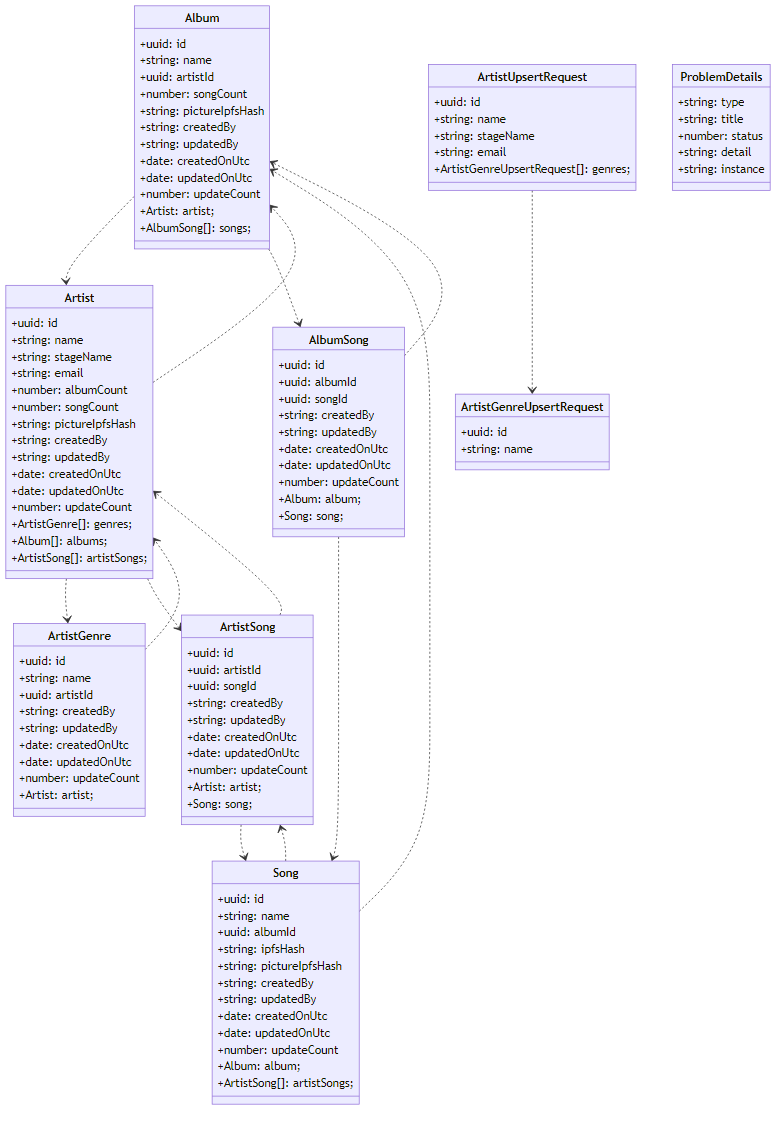 Album
+uuid: id
+string: name
+uuid: artistId
+number: songCount
+string: pictureIpfsHash
+string: createdBy
+string: updatedBy
+date: createdOnUtc
+date: updatedOnUtc
+number: updateCount
+Artist: artist;
+AlbumSong[]: songs;
ArtistUpsertRequest
+uuid: id
+string: name
+string: stageName
+string: email
+ArtistGenreUpsertRequest[]: genres;
ProblemDetails
+string: type
+string: title
+number: status
+string: detail
+string: instance
Artist
+uuid: id
+string: name
+string: stageName
+string: email
+number: albumCount
+number: songCount
+string: pictureIpfsHash
+string: createdBy
+string: updatedBy
+date: createdOnUtc
+date: updatedOnUtc
+number: updateCount
+ArtistGenre[]: genres;
+Album[]: albums;
+ArtistSong[]: artistSongs;
AlbumSong
+uuid: id
+uuid: albumId
+uuid: songId
+string: createdBy
+string: updatedBy
+date: createdOnUtc
+date: updatedOnUtc
+number: updateCount
+Album: album;
+Song: song;
ArtistGenreUpsertRequest
+uuid: id
+string: name
ArtistGenre
+uuid: id
+string: name
+uuid: artistId
+string: createdBy
+string: updatedBy
+date: createdOnUtc
+date: updatedOnUtc
+number: updateCount
+Artist: artist;
ArtistSong
+uuid: id
+uuid: artistId
+uuid: songId
+string: createdBy
+string: updatedBy
+date: createdOnUtc
+date: updatedOnUtc
+number: updateCount
+Artist: artist;
+Song: song;
Song
+uuid: id
+string: name
+uuid: albumId
+string: ipfsHash
+string: pictureIpfsHash
+string: createdBy
+string: updatedBy
+date: createdOnUtc
+date: updatedOnUtc
+number: updateCount
+Album: album;
+ArtistSong[]: artistSongs;